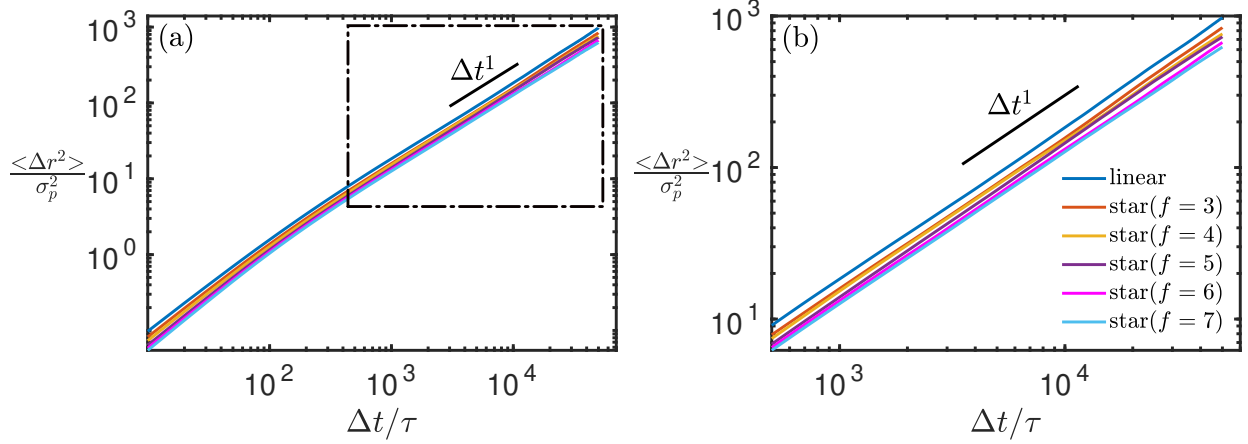 (a)
10^3
10^2
10^1
10^0
<Δr^2>
σ_p^2
Δt^1
10^2
10^3
10^4
Δt/τ
(b)
10^3
10^2
10^1
<Δr^2>
σ_p^2
Δt^1
linear
star(f = 3)
star(f = 4)
star(f = 5)
star(f = 6)
star(f = 7)
10^3
10^4
Δt/τ